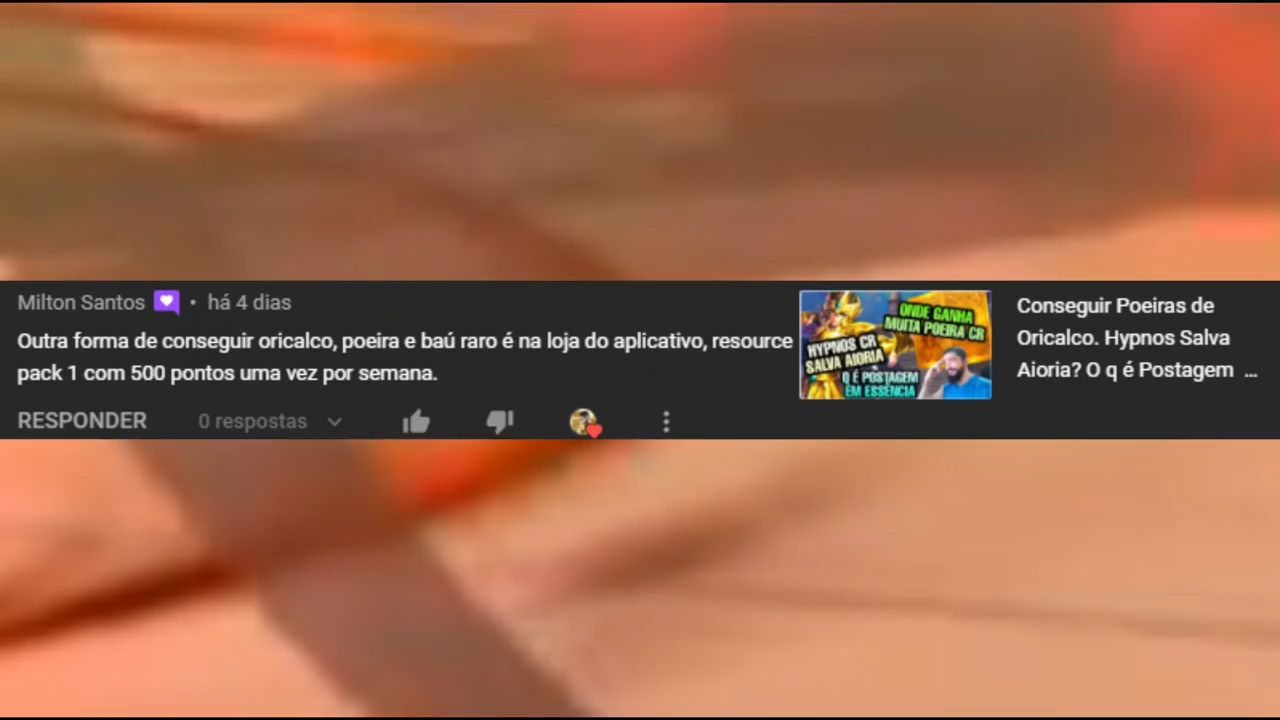 Milton Santos • há 4 dias
Outra forma de conseguir oricalco, poeira e baú raro é na loja do aplicativo, resource
pack 1 com 500 pontos uma vez por semana.
RESPONDER 0 respostas
ONDE GANHA
MUITA POEIRA CR
HYPNOS CR
SALVA AIORIA
Q É POSTAGEM
EM ESSÊNCIA
Conseguir Poeiras de
Oricalco. Hypnos Salva
Aioria? O q é Postagem ...